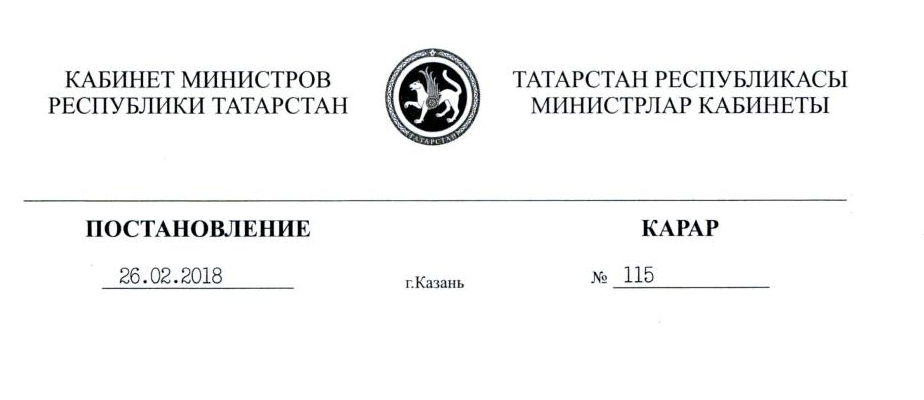 КАБИНЕТ МИНИСТРОВ
РЕСПУБЛИКИ ТАТАРСТАН
ТАТАРСТАН
ТАТАРСТАН РЕСПУБЛИКАСЫ
МИНИСТРЛАР КАБИНЕТЫ
ПОСТАНОВЛЕНИЕ
КАРАР
26.02.2018
г.Казань
№ 115